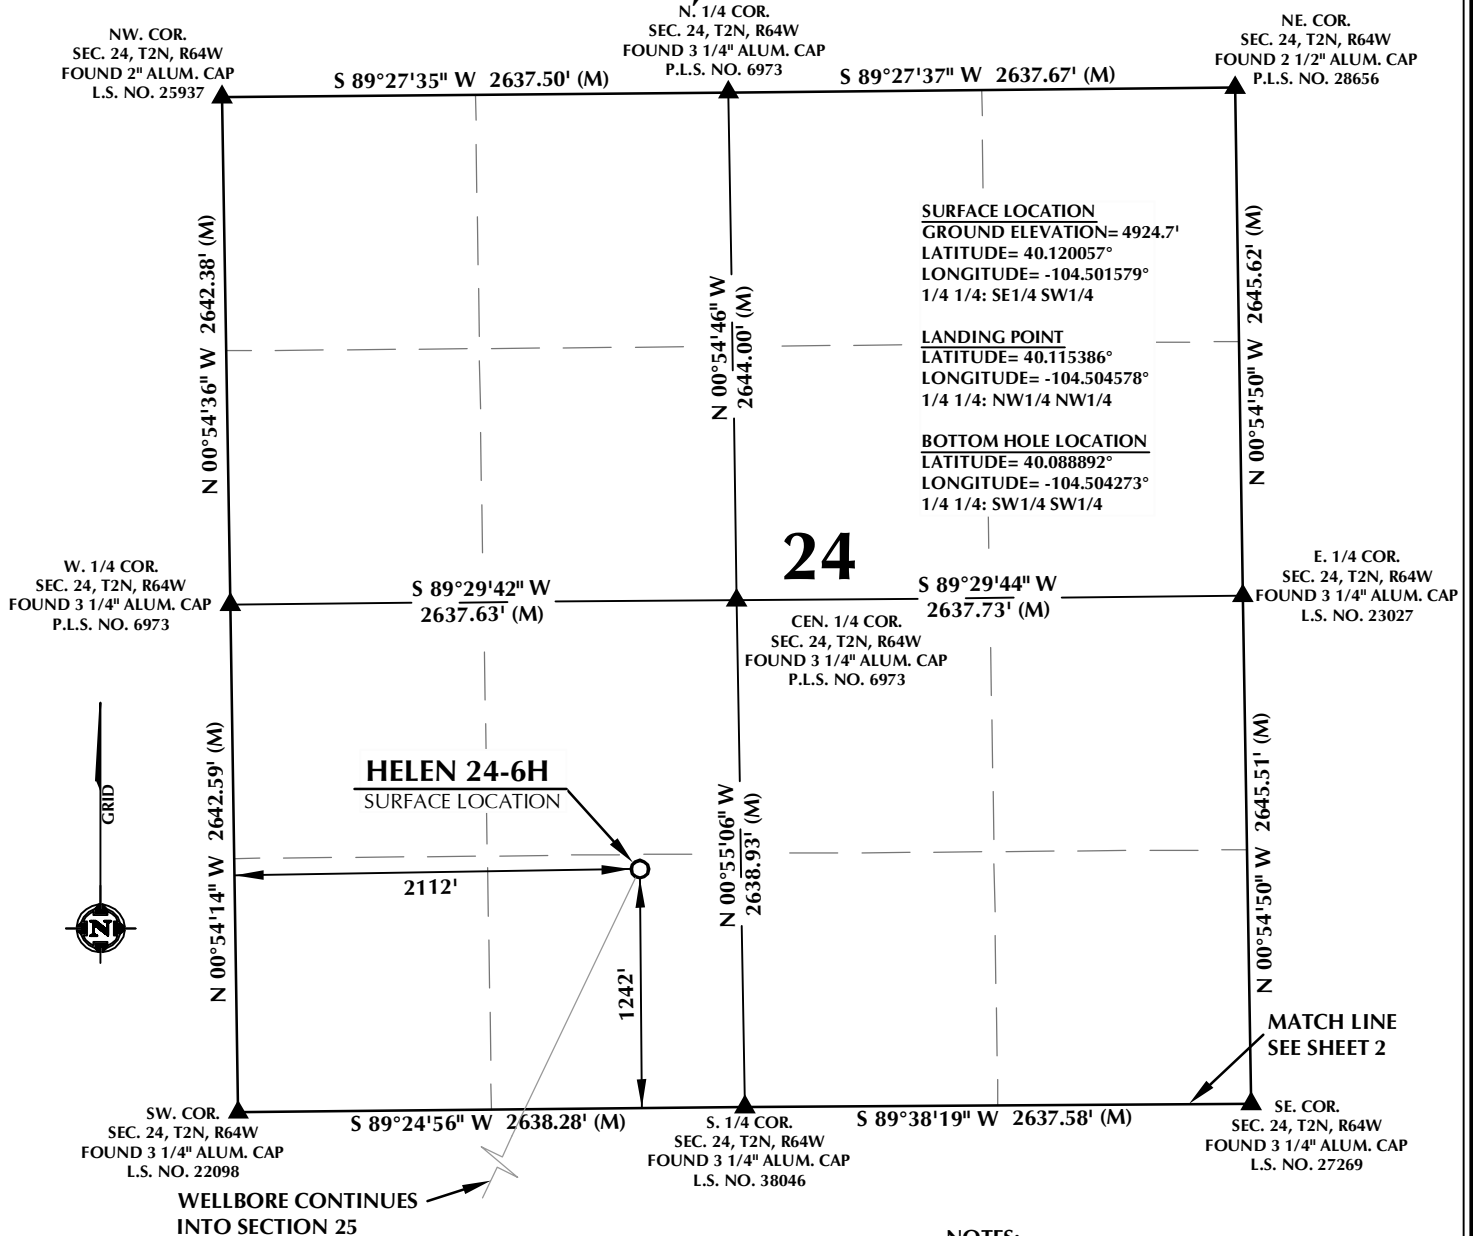 NW. COR.
SEC. 24, T2N, R64W
FOUND 2" ALUM. CAP
L.S. NO. 25937
N. 1/4 COR.
SEC. 24, T2N, R64W
FOUND 3 1/4" ALUM. CAP
P.L.S. NO. 6973
NE. COR.
SEC. 24, T2N, R64W
FOUND 2 1/2" ALUM. CAP
P.L.S. NO. 28656
S 89°27'35" W 2637.50' (M)
S 89°27'37" W 2637.67' (M)
N 00°54'36" W 2642.38' (M)
N 00°54'46" W
2644.00' (M)
SURFACE LOCATION
GROUND ELEVATION= 4924.7'
LATITUDE= 40.120057°
LONGITUDE= -104.501579°
1/4 1/4: SE1/4 SW1/4
LANDING POINT
LATITUDE= 40.115386°
LONGITUDE= -104.504578°
1/4 1/4: NW1/4 NW1/4
BOTTOM HOLE LOCATION
LATITUDE= 40.088892°
LONGITUDE= -104.504273°
1/4 1/4: SW1/4 SW1/4
N 00°54'50" W 2645.62' (M)
24
W. 1/4 COR.
SEC. 24, T2N, R64W
FOUND 3 1/4" ALUM. CAP
P.L.S. NO. 6973
S 89°29'42" W
2637.63' (M)
S 89°29'44" W
2637.73' (M)
E. 1/4 COR.
SEC. 24, T2N, R64W
FOUND 3 1/4" ALUM. CAP
L.S. NO. 23027
CEN. 1/4 COR.
SEC. 24, T2N, R64W
FOUND 3 1/4" ALUM. CAP
P.L.S. NO. 6973
GRID
N
N 00°54'14" W 2642.59' (M)
HELEN 24-6H
SURFACE LOCATION
2112'
1242'
N 00°55'06" W
2638.93' (M)
N 00°54'50" W 2645.51' (M)
MATCH LINE
SEE SHEET 2
SW. COR.
SEC. 24, T2N, R64W
FOUND 3 1/4" ALUM. CAP
L.S. NO. 22098
S 89°24'56" W 2638.28' (M)
S. 1/4 COR.
SEC. 24, T2N, R64W
FOUND 3 1/4" ALUM. CAP
L.S. NO. 38046
S 89°38'19" W 2637.58' (M)
SE. COR.
SEC. 24, T2N, R64W
FOUND 3 1/4" ALUM. CAP
L.S. NO. 27269
WELLBORE CONTINUES
INTO SECTION 25
NOTES: